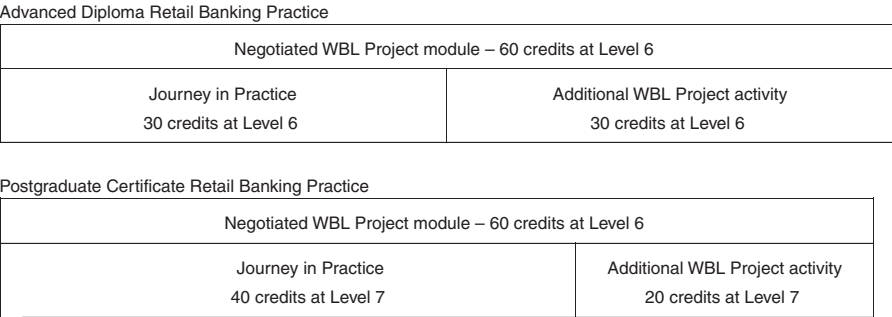 Advanced Diploma Retail Banking Practice
Negotiated WBL Project module – 60 credits at Level 6
Journey in Practice
30 credits at Level 6
Additional WBL Project activity
30 credits at Level 6
Postgraduate Certificate Retail Banking Practice
Negotiated WBL Project module – 60 credits at Level 6
Journey in Practice
40 credits at Level 7
Additional WBL Project activity
20 credits at Level 7